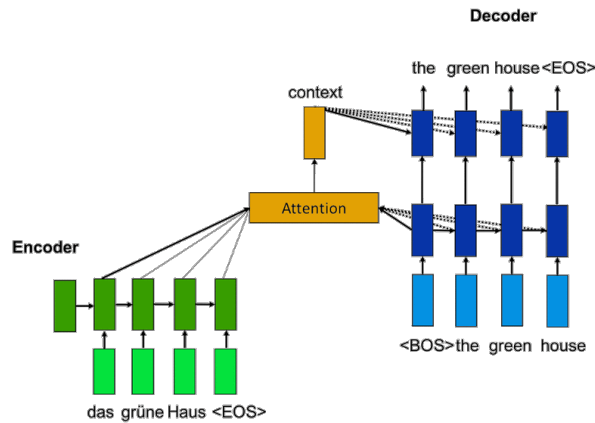 Decoder
the green house <EOS>
context
Attention
Encoder
<BOS> the green house
das grüne Haus <EOS>